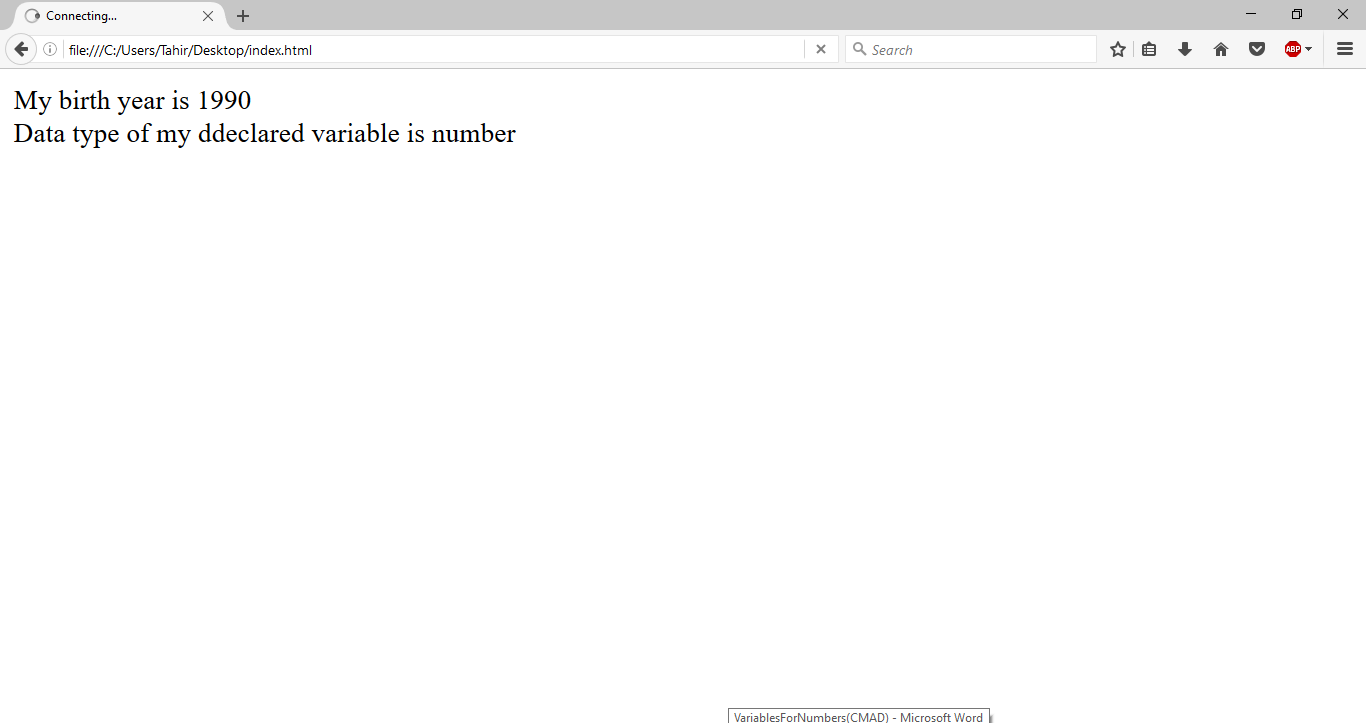 Connecting...
file:///C:/Users/Tahir/Desktop/index.html
Search
ABP
My birth year is 1990
Data type of my ddeclared variable is number
VariablesForNumbers(CMAD) - Microsoft Word